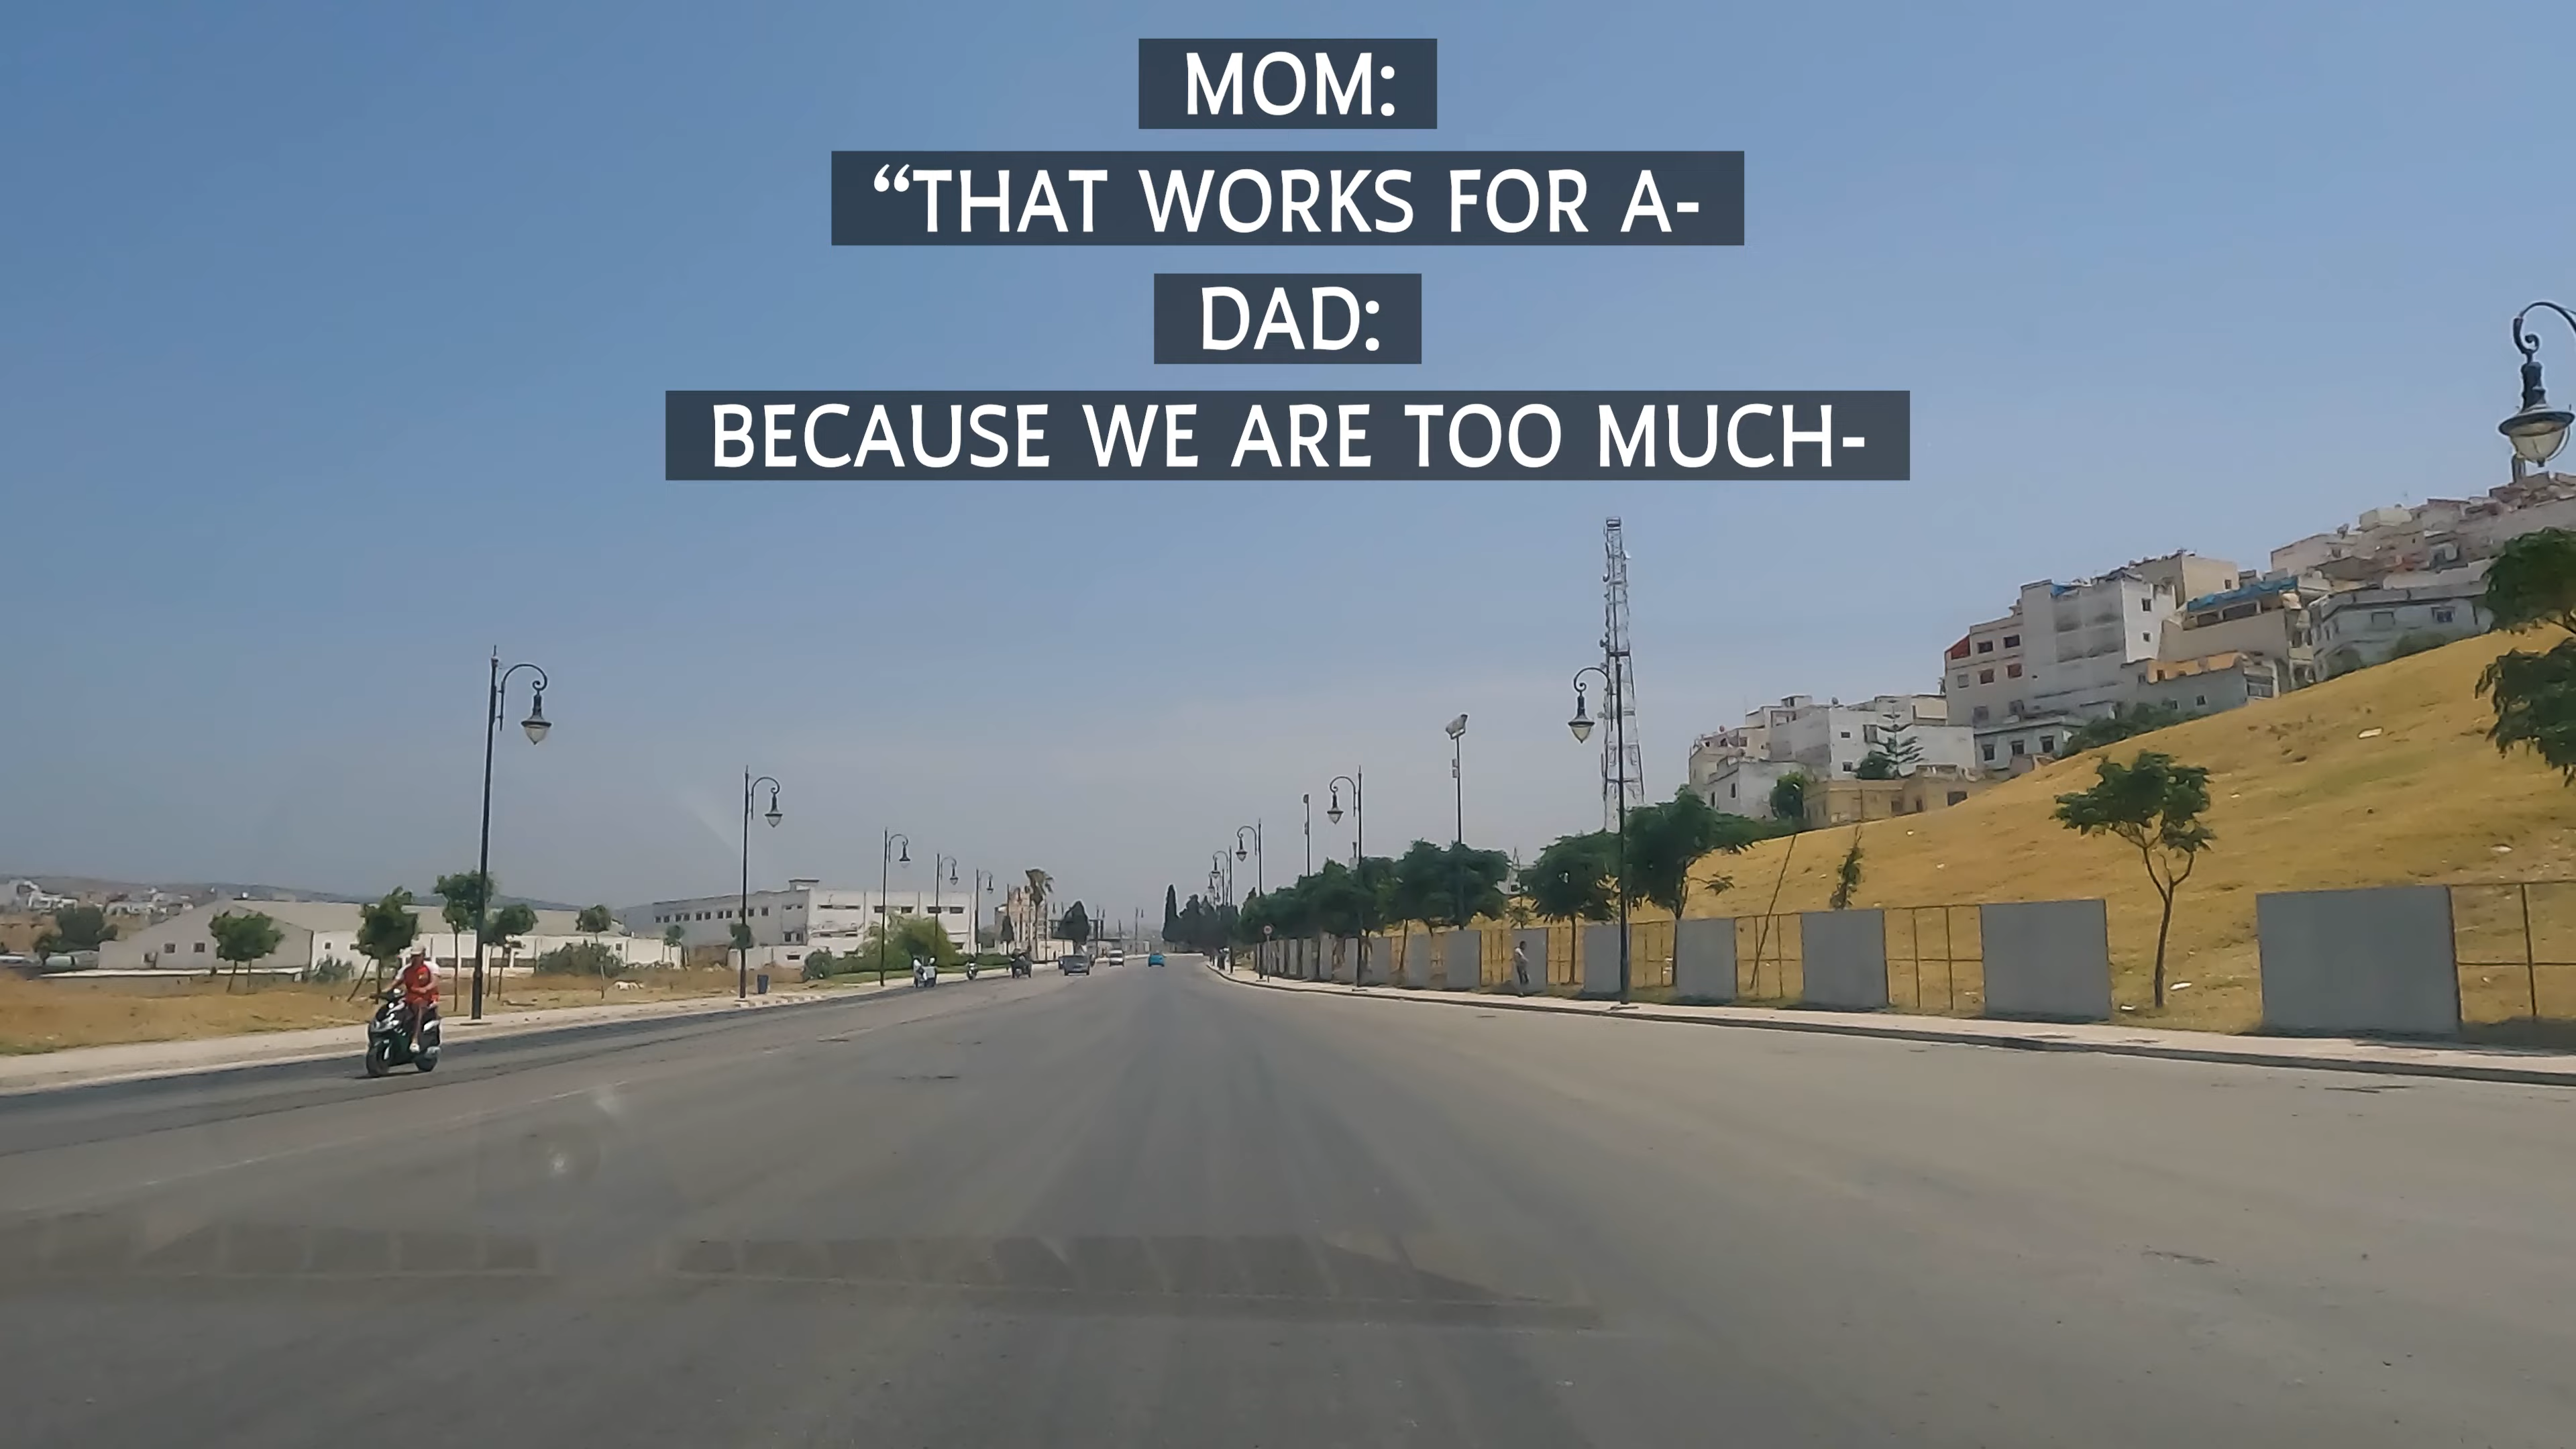 MOM:
“THAT WORKS FOR A-
DAD:
BECAUSE WE ARE TOO MUCH-